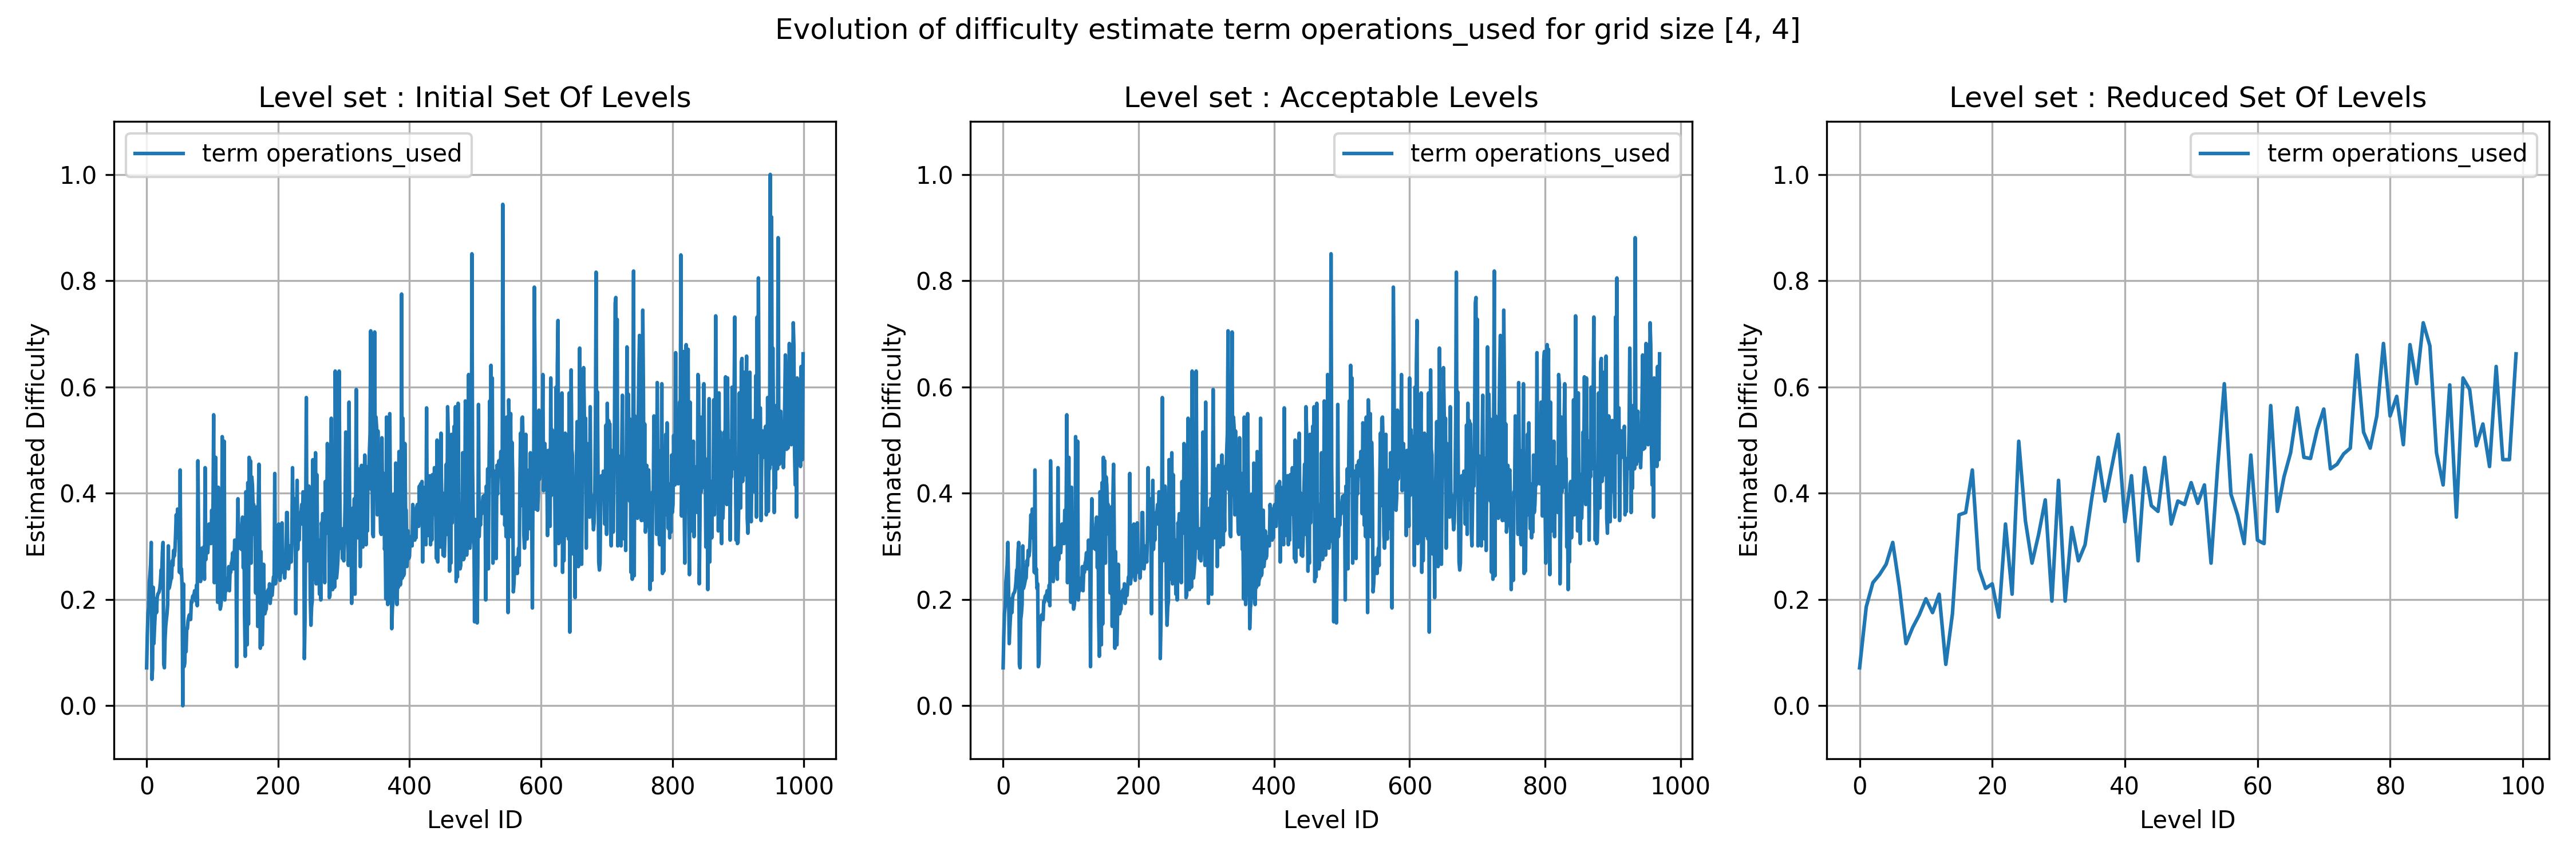 Evolution of difficulty estimate term operations_used for grid size [4, 4]
Level set : Initial Set Of Levels
term operations_used
1.0
0.8
0.6
0.4
0.2
0.0
Estimated Difficulty
0 200 400 600 800 1000
Level ID
Level set : Acceptable Levels
term operations_used
1.0
0.8
0.6
0.4
0.2
0.0
Estimated Difficulty
0 200 400 600 800 1000
Level ID
Level set : Reduced Set Of Levels
term operations_used
1.0
0.8
0.6
0.4
0.2
0.0
Estimated Difficulty
0 20 40 60 80 100
Level ID